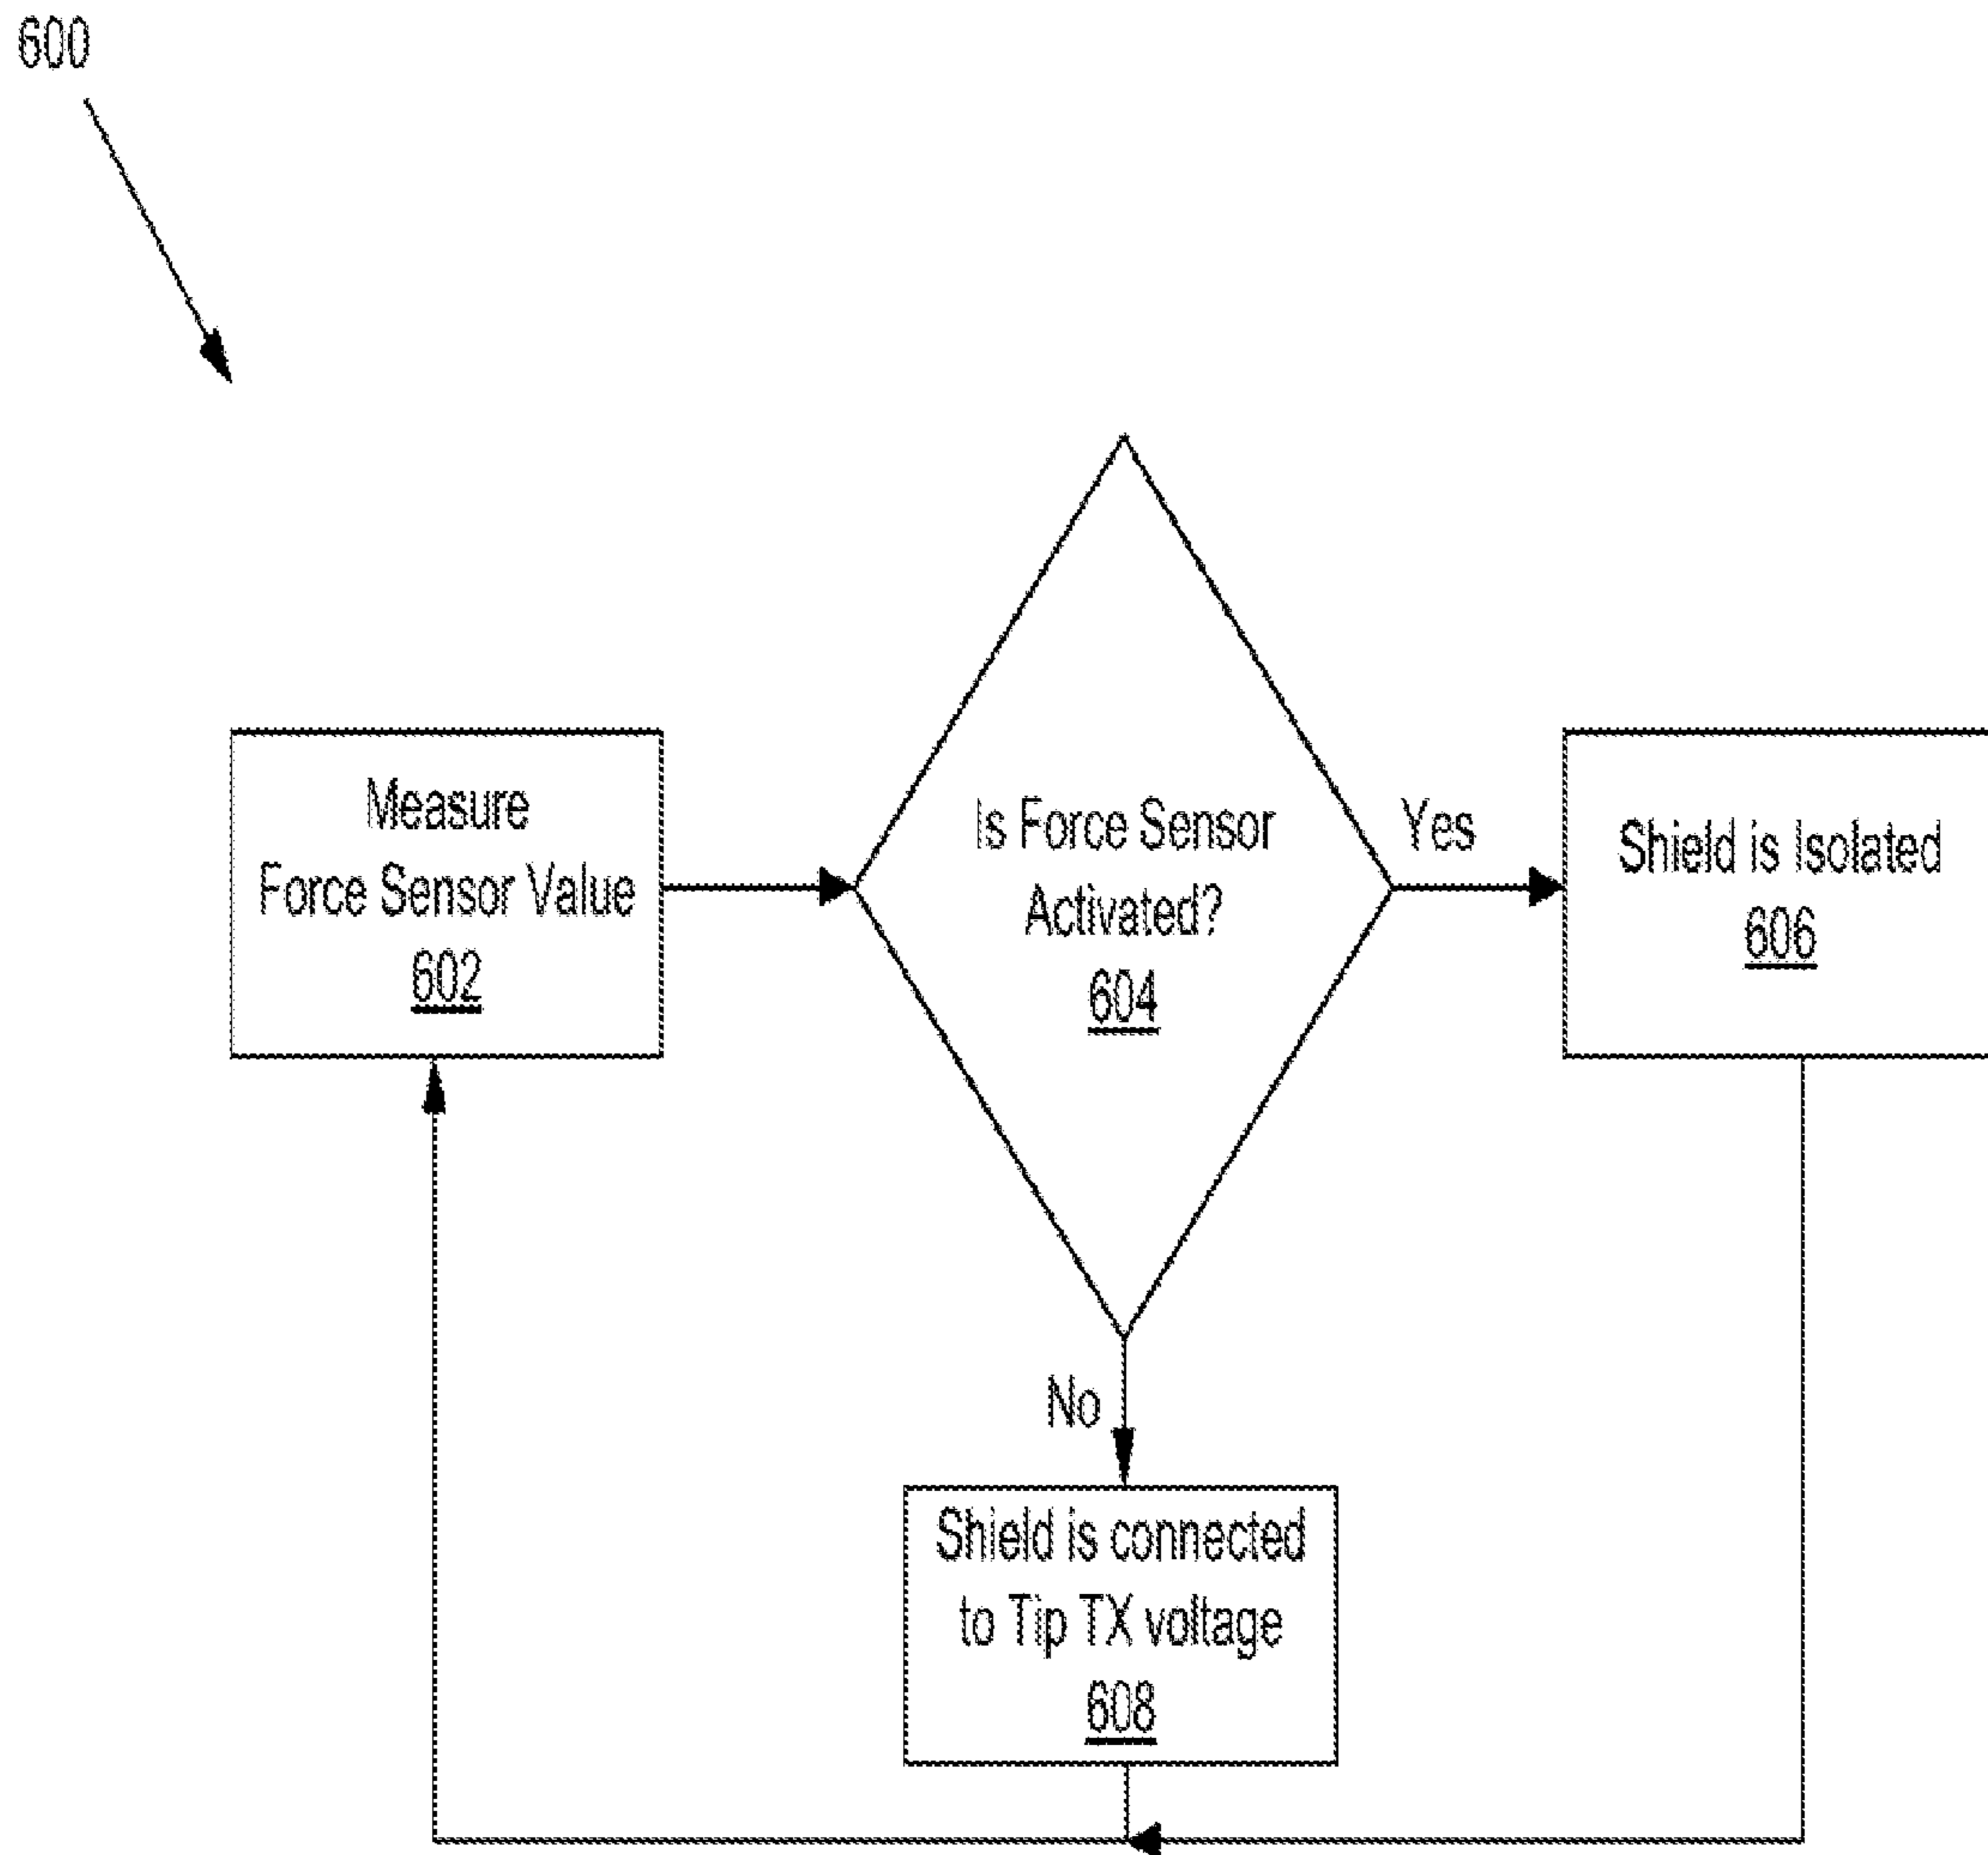 600
Measure
Force Sensor Value
602
Is Force Sensor
Activated?
604
Yes
Shield is Isolated
606
No
Shield is connected
to Tip TX voltage
608